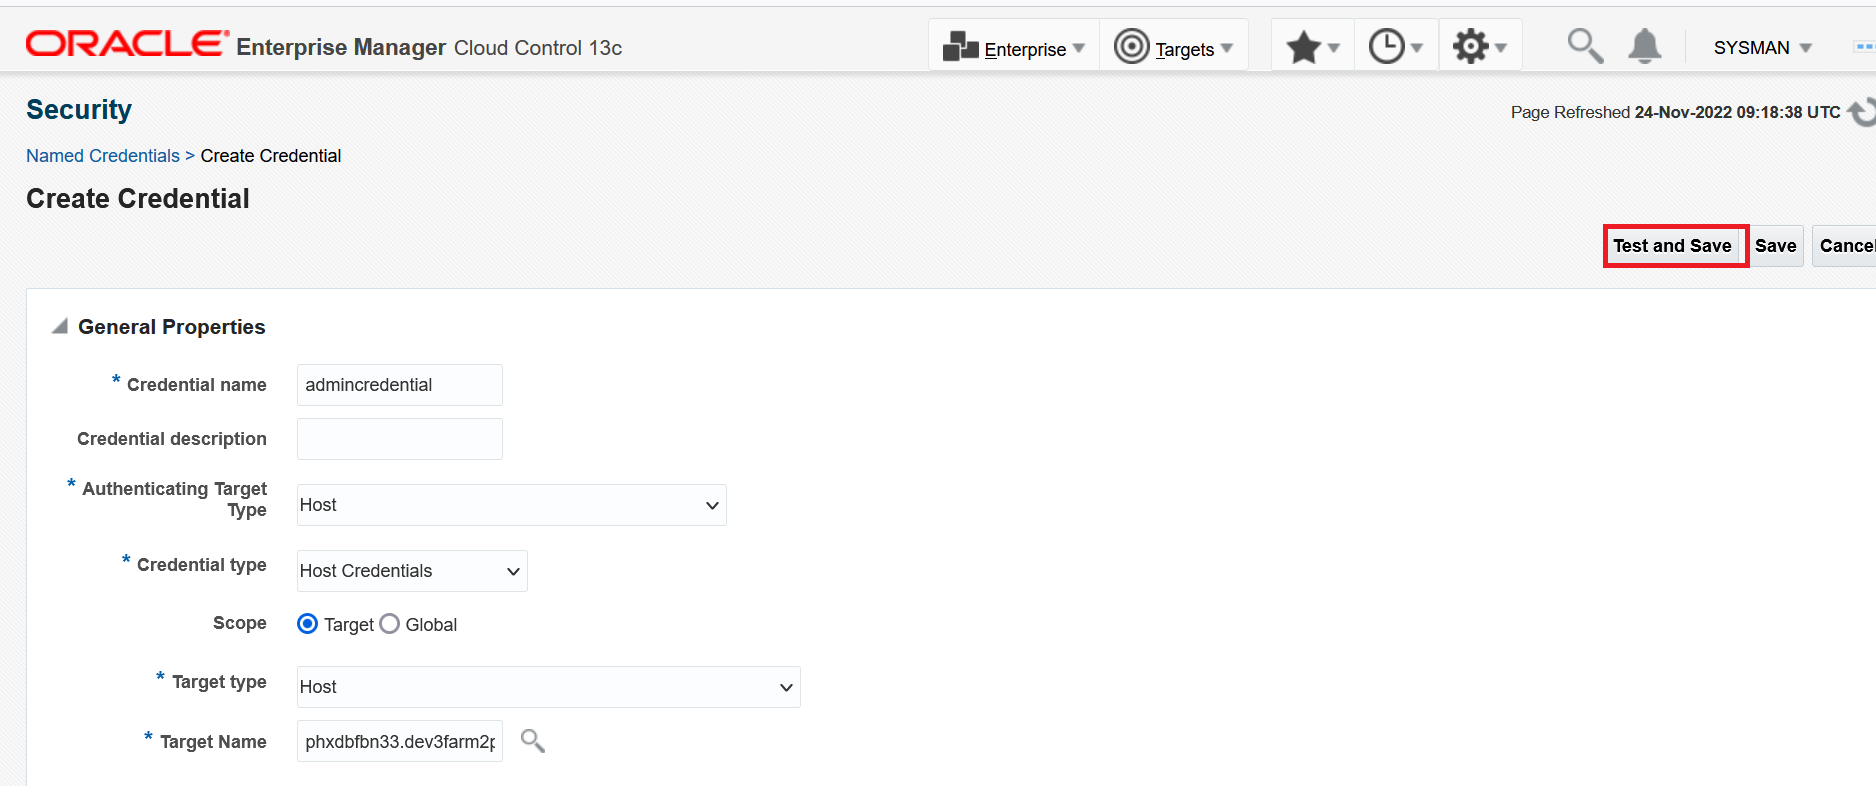 ORACLE Enterprise Manager Cloud Control 13c Enterprise Targets SYSMAN
Security
Page Refreshed 24-Nov-2022 09:18:38 UTC
Named Credentials > Create Credential
Create Credential
Test and Save Save Cancel
General Properties
* Credential name admincredential
Credential description
* Authenticating Target Type Host
* Credential type Host Credentials
Scope Target Global
* Target type Host
* Target Name phxdbfbn33.dev3farm2p